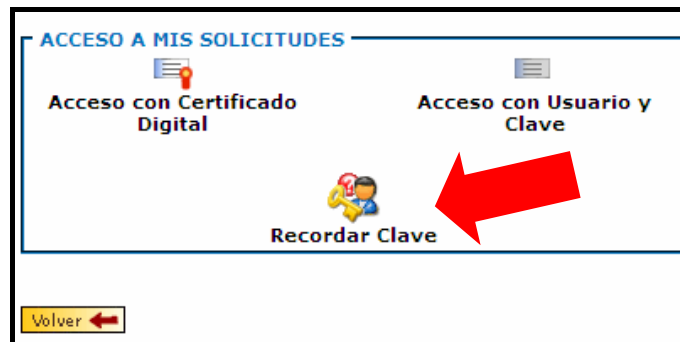 ACCESO A MIS SOLICITUDES
Acceso con Certificado
Digital
Acceso con Usuario y
Clave
Recordar Clave
Volver